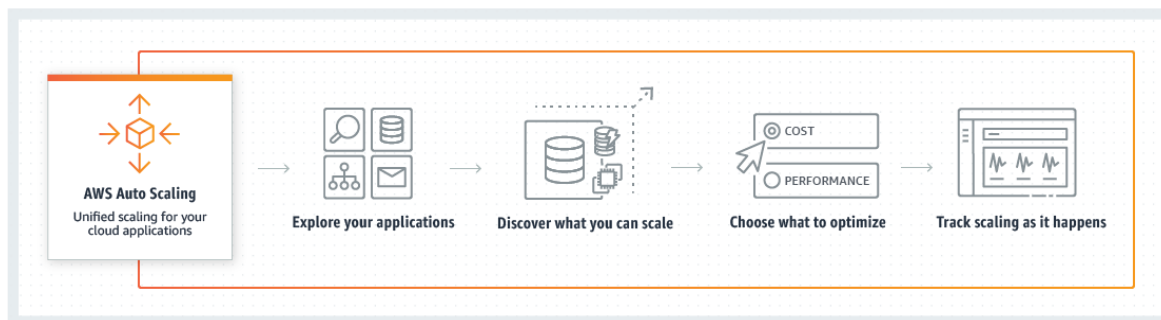 AWS Auto Scaling
Unified scaling for your
cloud applications
Explore your applications
Discover what you can scale
COST
PERFORMANCE
Choose what to optimize
Track scaling as it happens